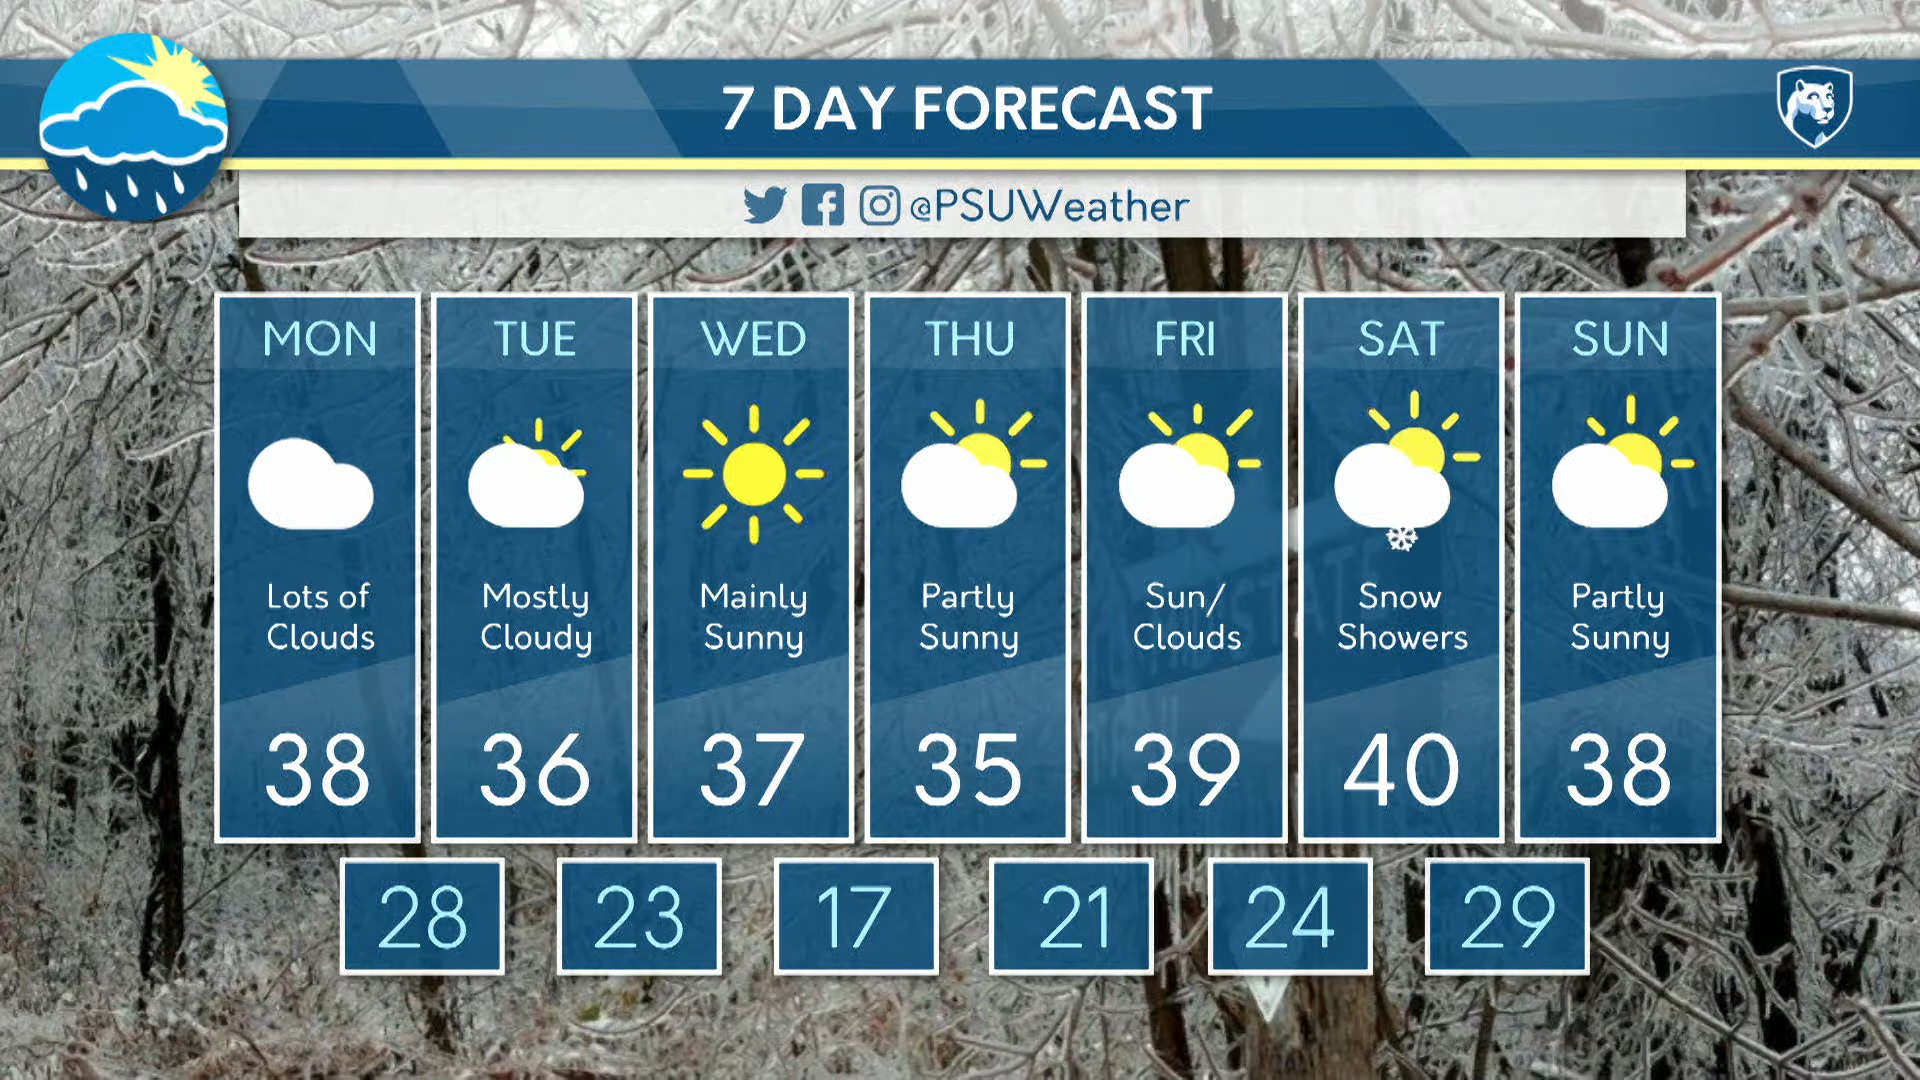 7 DAY FORECAST
@PSUWeather
MON TUE WED THU FRI SAT SUN
Lots of Clouds
Mostly Cloudy
Mainly Sunny
Partly Sunny
Sun/ Clouds
Snow Showers
Partly Sunny
38 36 37 35 39 40 38
28 23 17 21 24 29